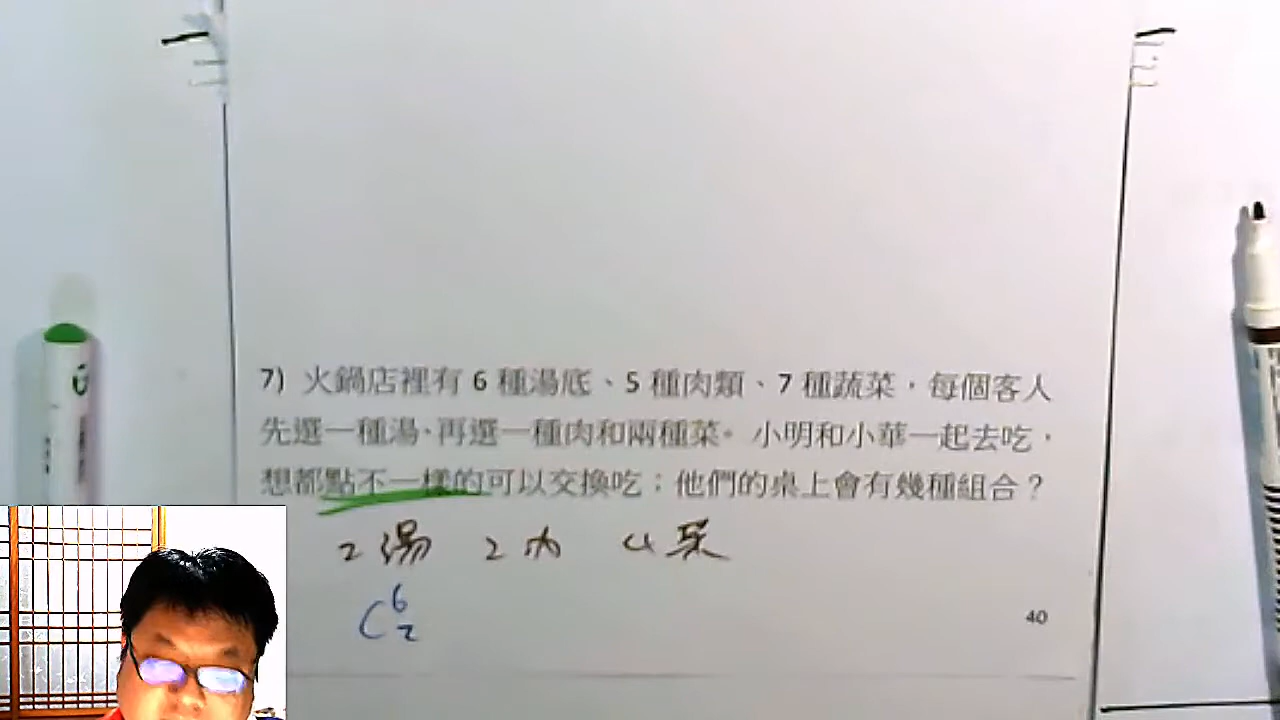 7) 火鍋店裡有 6 種湯底、5 種肉類、7 種蔬菜，每個客人
先選一種湯、再選一種肉和兩種菜。小明和小華一起去吃，
想都點不一樣的可以交換吃；他們的桌上會有幾種組合？
2 湯 2 肉 4 菜
C 6 2
40